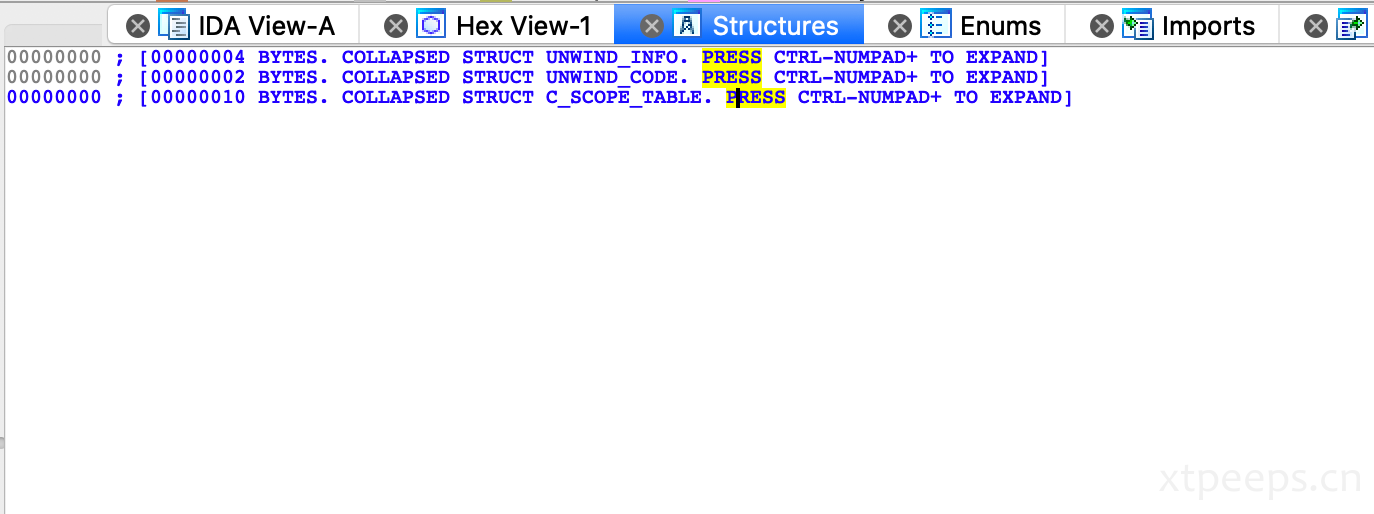 IDA View-A Hex View-1 Structures Enums Imports
00000000 ; [00000004 BYTES. COLLAPSED STRUCT UNWIND_INFO. PRESS CTRL-NUMPAD+ TO EXPAND]
00000000 ; [00000002 BYTES. COLLAPSED STRUCT UNWIND_CODE. PRESS CTRL-NUMPAD+ TO EXPAND]
00000000 ; [00000010 BYTES. COLLAPSED STRUCT C_SCOPE_TABLE. PRESS CTRL-NUMPAD+ TO EXPAND]
xtpeeps.cn